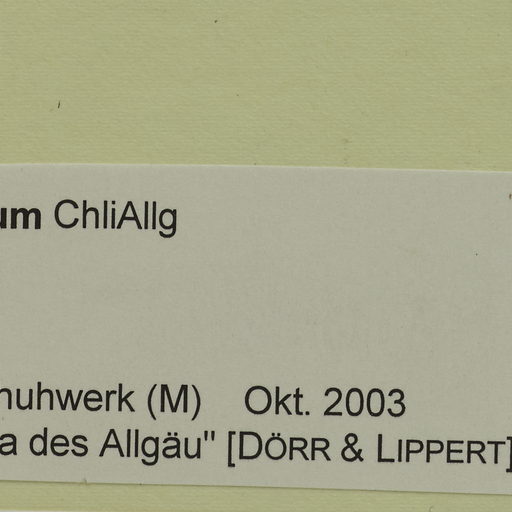 um ChliAllg
huhwerk (M) Okt. 2003
a des Allgäu" [DÖRR & LIPPERT]